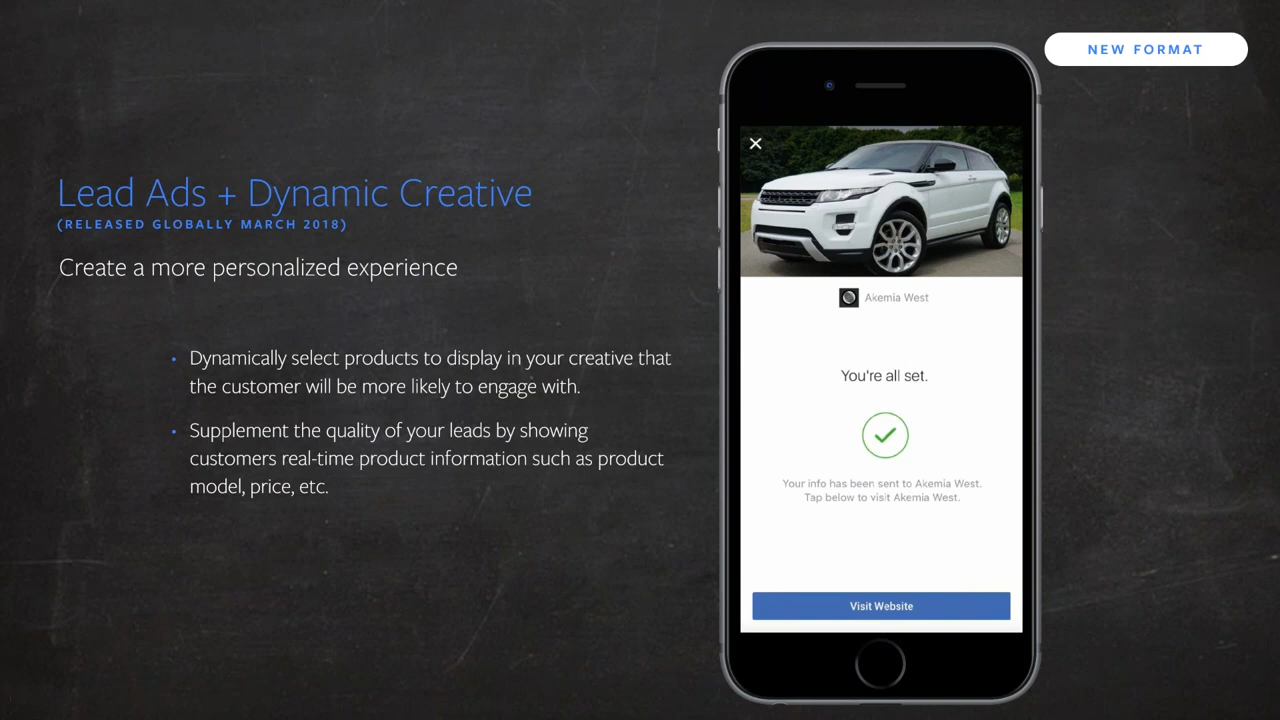 NEW FORMAT
Lead Ads + Dynamic Creative
(RELEASED GLOBALLY MARCH 2018)
Create a more personalized experience
• Dynamically select products to display in your creative that
the customer will be more likely to engage with.
• Supplement the quality of your leads by showing
customers real-time product information such as product
model, price, etc.
Akemia West
You're all set.
Your info has been sent to Akemia West.
Tap below to visit Akemia West.
Visit Website